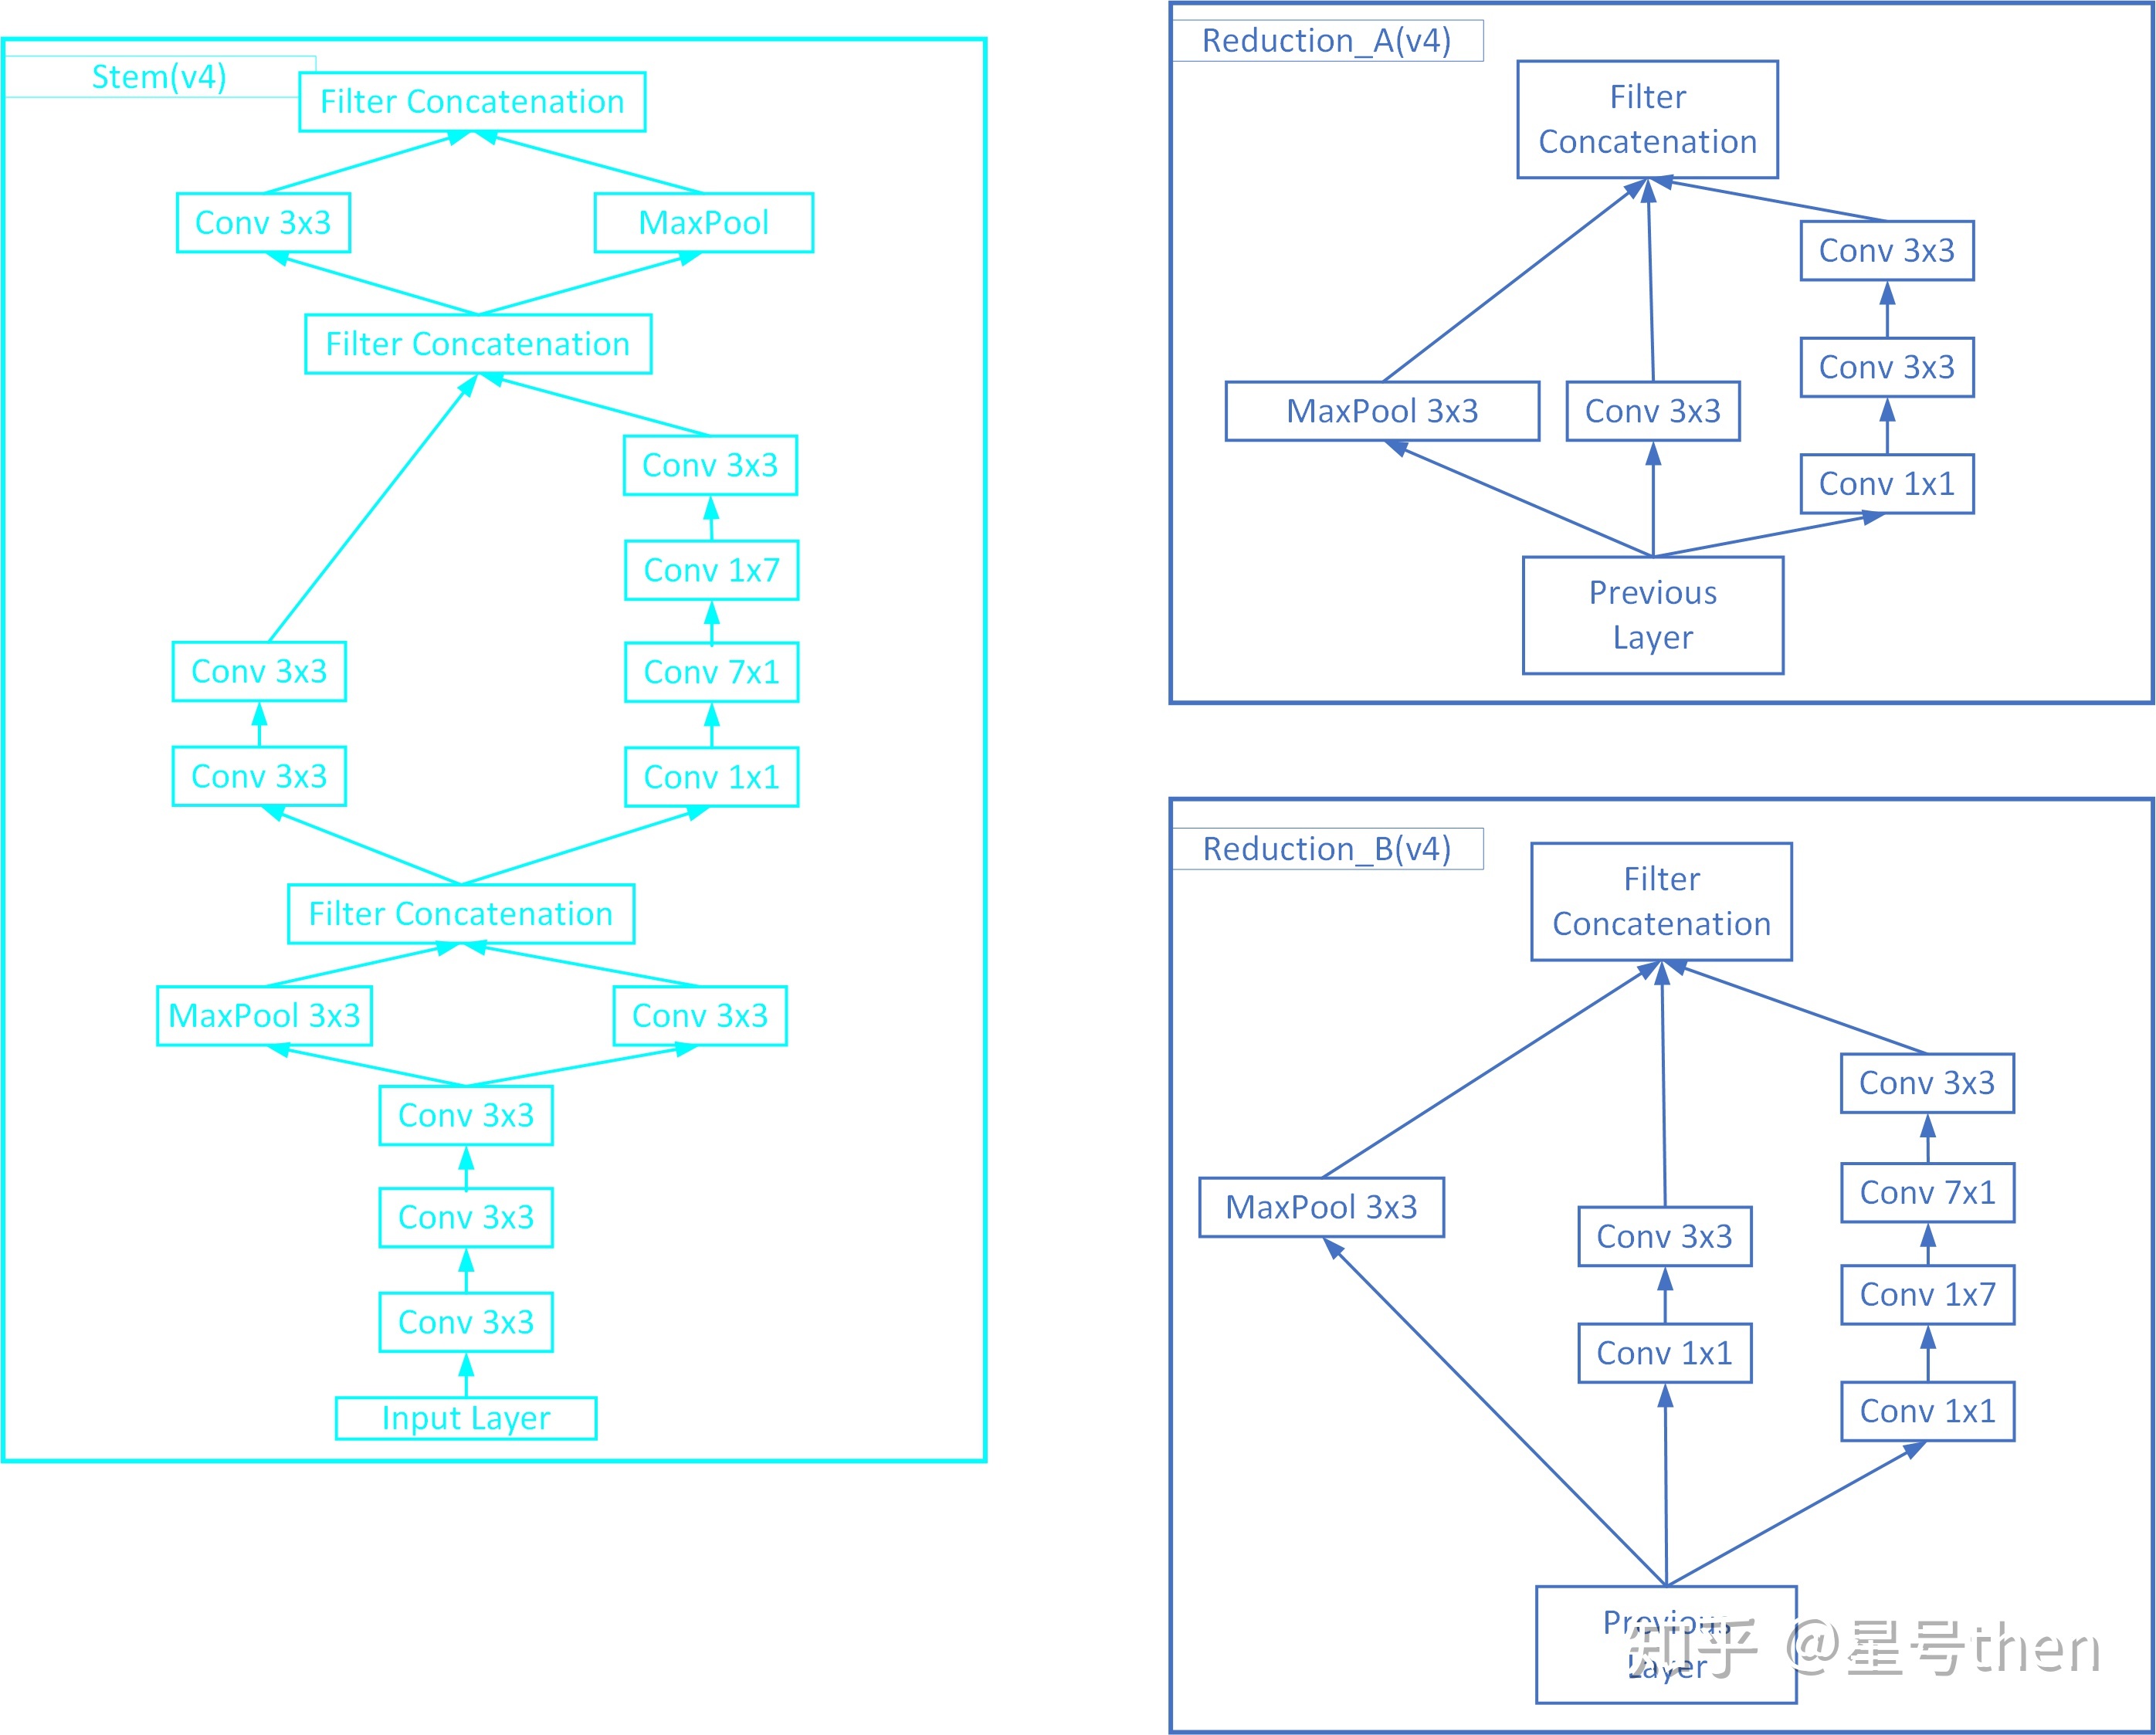 Stem(v4)
Filter Concatenation
Conv 3x3
MaxPool
Filter Concatenation
Conv 3x3
Conv 1x7
Conv 3x3
Conv 7x1
Conv 3x3
Conv 1x1
Filter Concatenation
MaxPool 3x3
Conv 3x3
Conv 3x3
Conv 3x3
Conv 3x3
Input Layer
Reduction_A(v4)
Filter
Concatenation
Conv 3x3
Conv 3x3
MaxPool 3x3
Conv 3x3
Conv 1x1
Previous
Layer
Reduction_B(v4)
Filter
Concatenation
Conv 3x3
Conv 7x1
MaxPool 3x3
Conv 3x3
Conv 1x7
Conv 1x1
Conv 1x1
Previous
Layer
知乎 @星号then